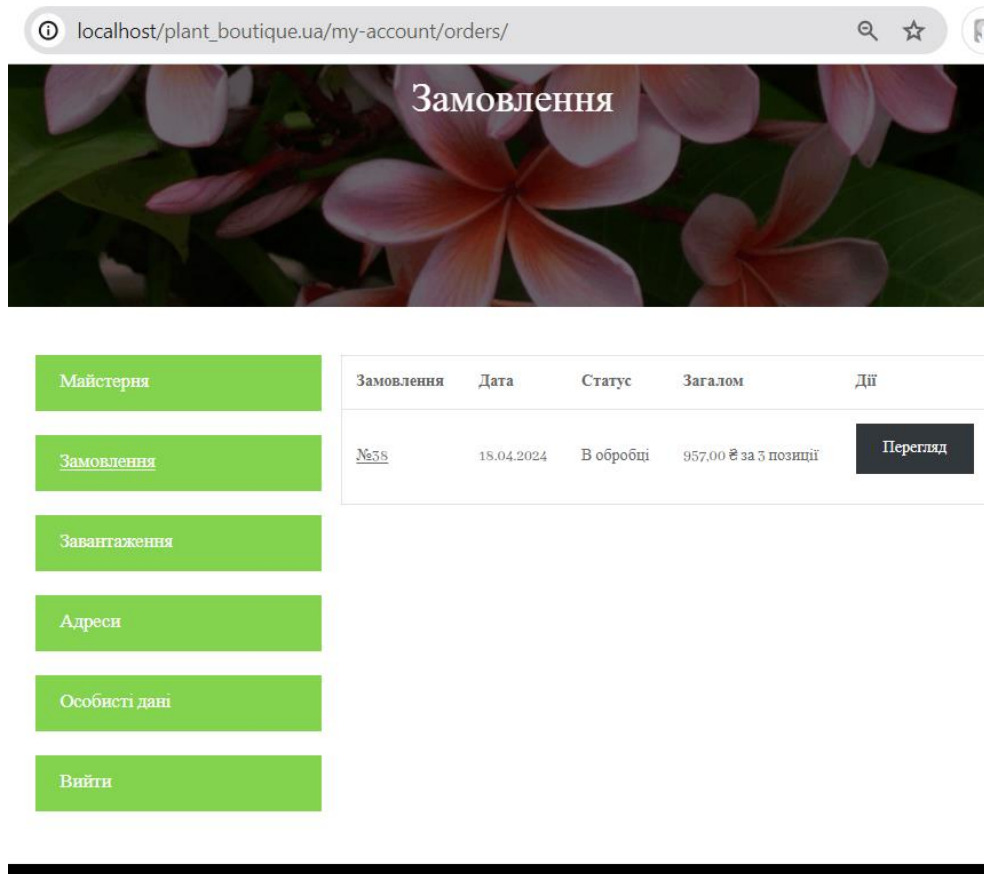 localhost/plant_boutique.ua/my-account/orders/
Замовлення
Майстерня
Замовлення
Завантаження
Адреси
Особисті дані
Вийти
Замовлення Дата Статус Загалом Дії
№38 18.04.2024 В обробці 957,00 ₴ за 3 позиції Перегляд